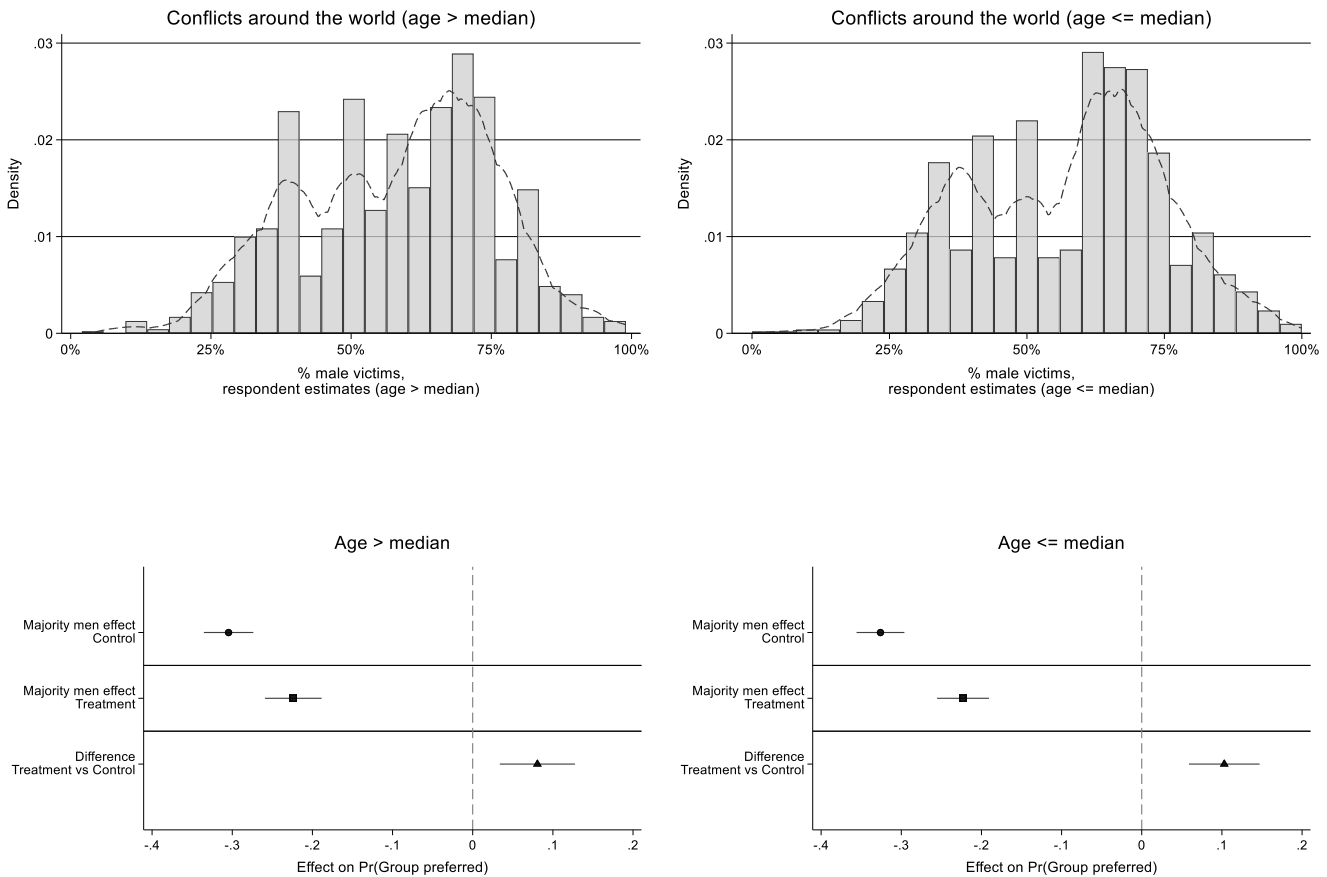 Conflicts around the world (age > median)
.03
.02
.01
0
Density
0%
25%
50%
75%
100%
% male victims,
respondent estimates (age > median)
Conflicts around the world (age <= median)
.03
.02
.01
0
Density
0%
25%
50%
75%
100%
% male victims,
respondent estimates (age <= median)
Age > median
Majority men effect
Control
Majority men effect
Treatment
Difference
Treatment vs Control
-.4
-.3
-.2
-.1
0
.1
.2
Effect on Pr(Group preferred)
Age <= median
Majority men effect
Control
Majority men effect
Treatment
Difference
Treatment vs Control
-.4
-.3
-.2
-.1
0
.1
.2
Effect on Pr(Group preferred)